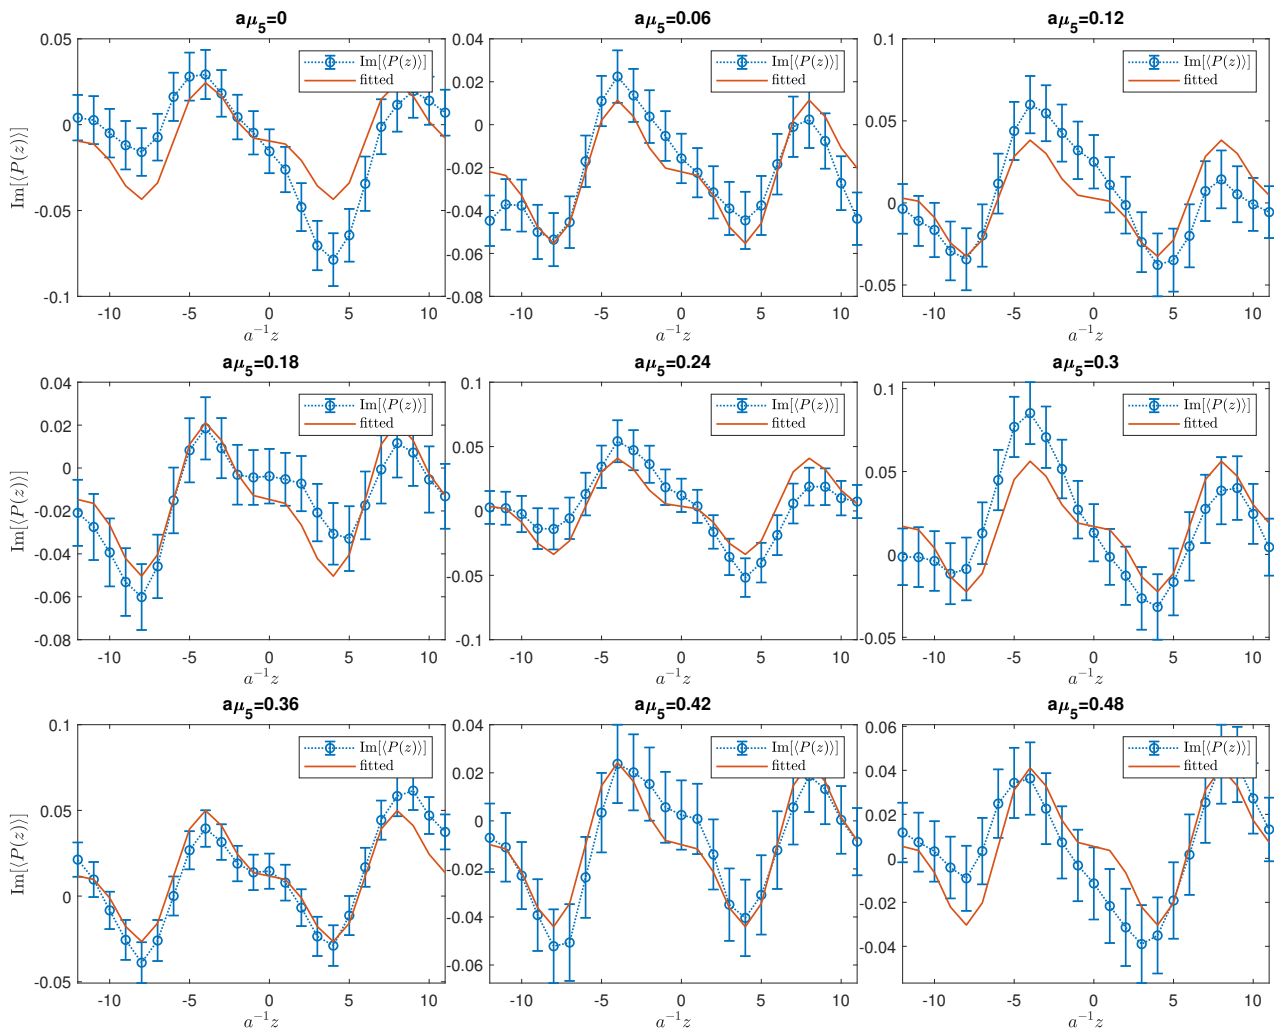 aμ5=0
aμ5=0.06
aμ5=0.12
0.05
0
-0.05
-0.1
Im[⟨P(z)⟩]
Im[⟨P(z)⟩]
fitted
-10 -5 0 5 10
a⁻¹z
0.04
0.02
0
-0.02
-0.04
-0.06
-0.08
Im[⟨P(z)⟩]
fitted
-10 -5 0 5 10
a⁻¹z
0.1
0.05
0
-0.05
Im[⟨P(z)⟩]
fitted
-10 -5 0 5 10
a⁻¹z
aμ5=0.18
aμ5=0.24
aμ5=0.3
0.04
0.02
0
-0.02
-0.04
-0.06
-0.08
Im[⟨P(z)⟩]
Im[⟨P(z)⟩]
fitted
-10 -5 0 5 10
a⁻¹z
0.1
0.05
0
-0.05
-0.1
Im[⟨P(z)⟩]
fitted
-10 -5 0 5 10
a⁻¹z
0.1
0.05
0
-0.05
Im[⟨P(z)⟩]
fitted
-10 -5 0 5 10
a⁻¹z
aμ5=0.36
aμ5=0.42
aμ5=0.48
0.1
0.05
0
-0.05
Im[⟨P(z)⟩]
Im[⟨P(z)⟩]
fitted
-10 -5 0 5 10
a⁻¹z
0.04
0.02
0
-0.02
-0.04
-0.06
Im[⟨P(z)⟩]
fitted
-10 -5 0 5 10
a⁻¹z
0.06
0.04
0.02
0
-0.02
-0.04
Im[⟨P(z)⟩]
fitted
-10 -5 0 5 10
a⁻¹z